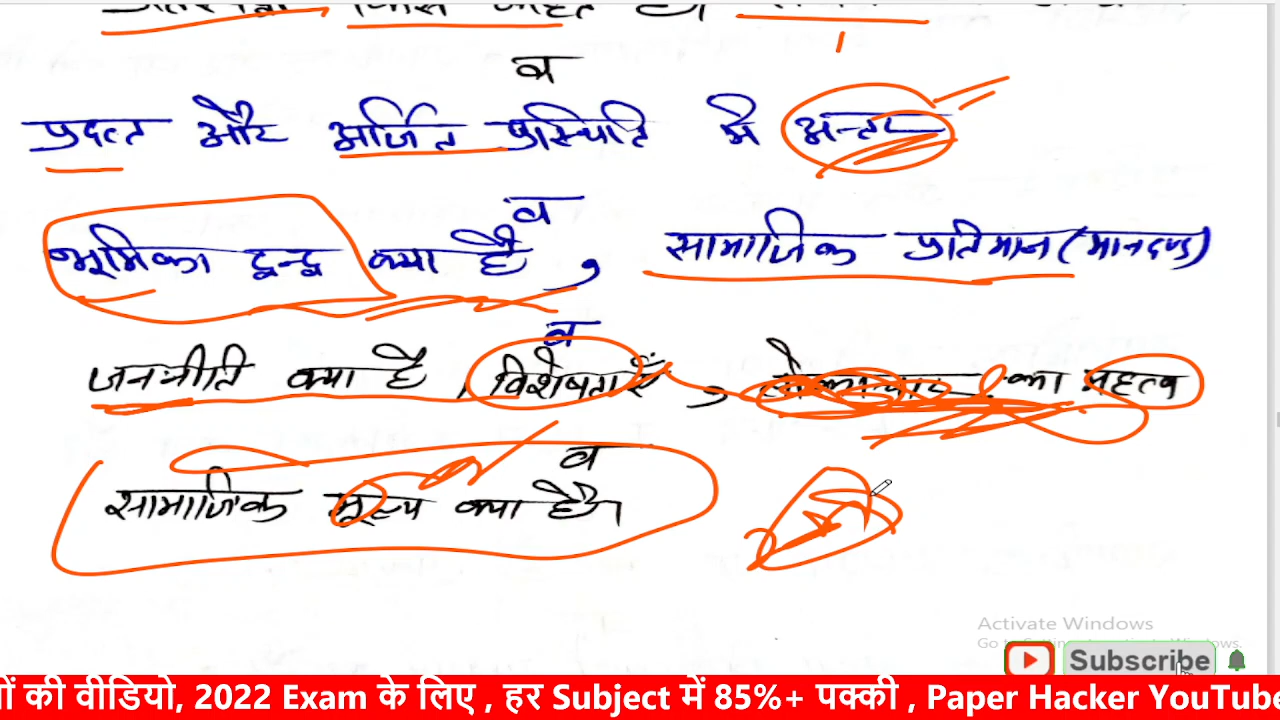 व
प्रदत्त और अर्जित प्रस्थिति में अन्तर
व
भूमिका द्वन्द्व क्या है, सामाजिक प्रतिमान (मानदण्ड)
व
जनरीति क्या है, विशेषताएँ, का महत्व
व
सामाजिक मूल्य क्या है।
Activate Windows
Subscribe
की वीडियो, 2022 Exam के लिए , हर Subject में 85%+ पक्की , Paper Hacker YouTube